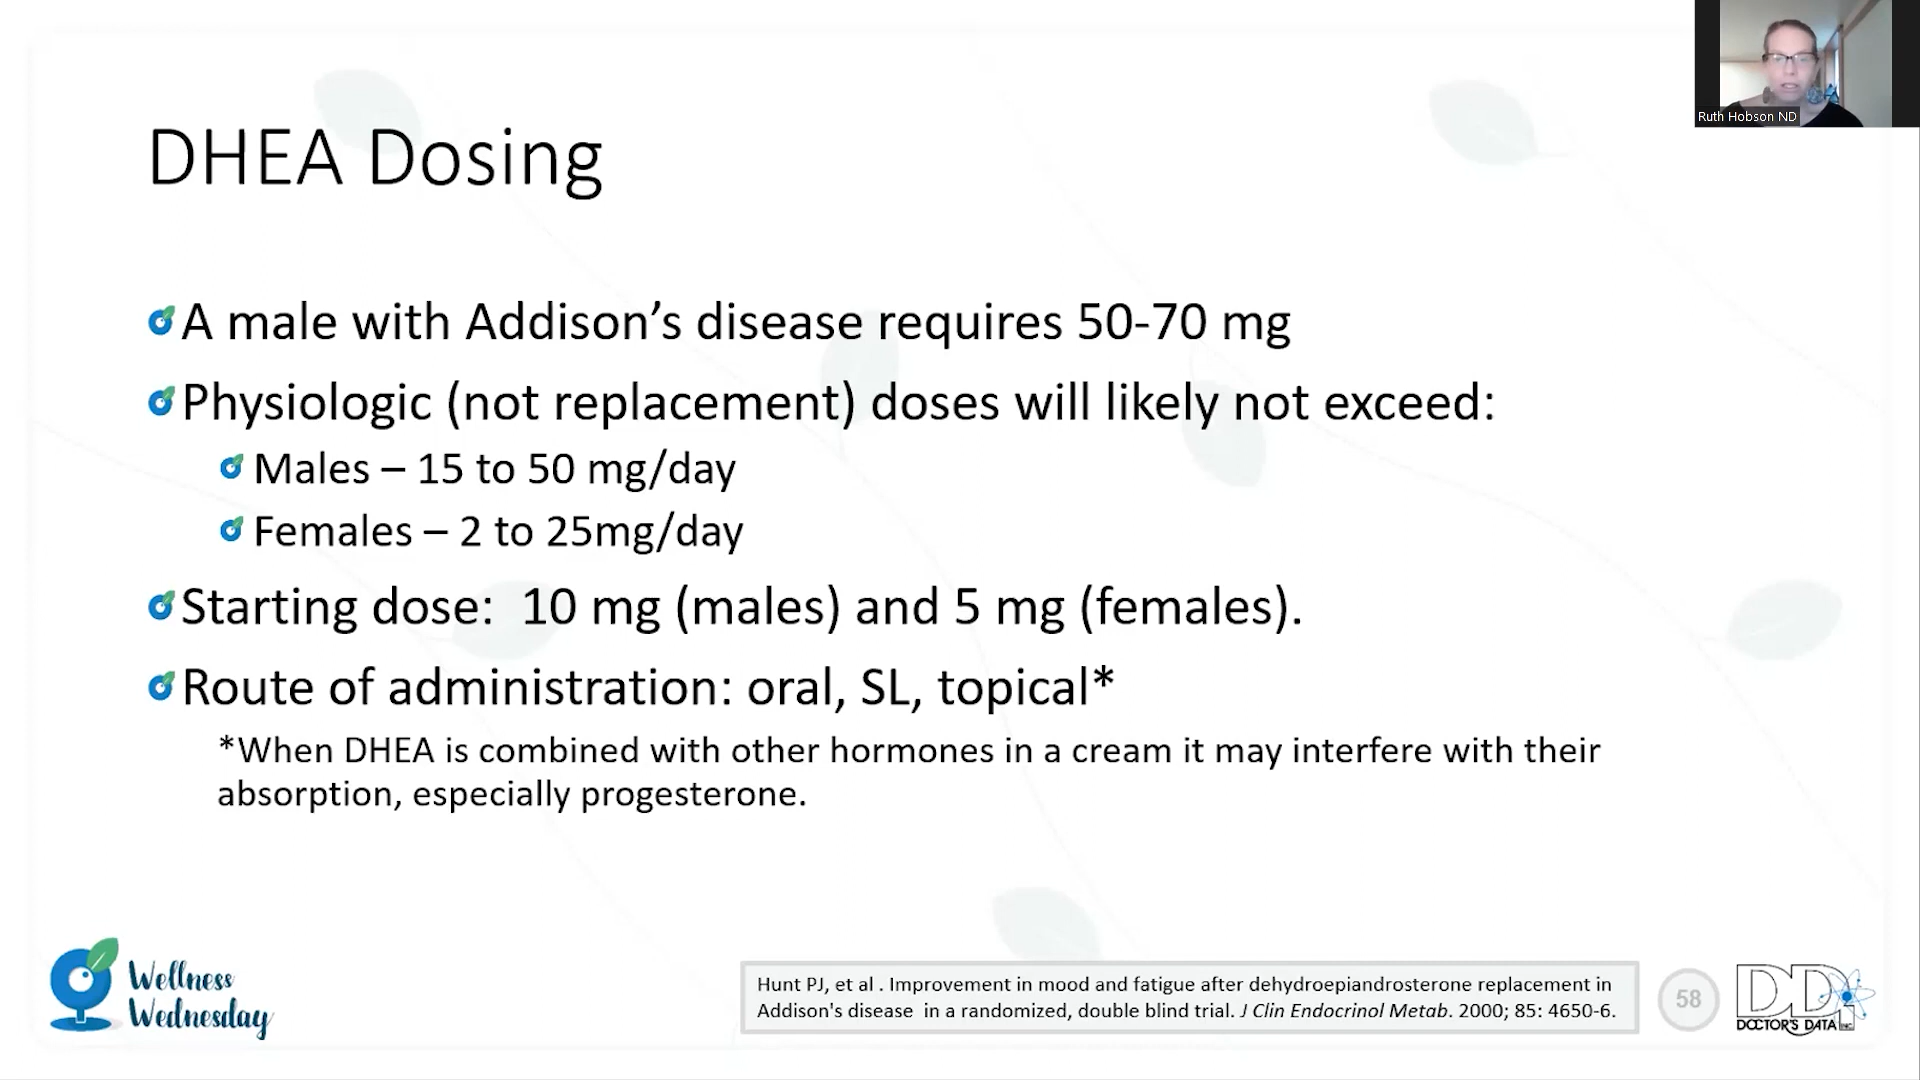 Ruth Hobson ND
DHEA Dosing
A male with Addison’s disease requires 50-70 mg
Physiologic (not replacement) doses will likely not exceed:
Males – 15 to 50 mg/day
Females – 2 to 25mg/day
Starting dose:  10 mg (males) and 5 mg (females).
Route of administration: oral, SL, topical*
*When DHEA is combined with other hormones in a cream it may interfere with their
absorption, especially progesterone.
Wellness
Wednesday
Hunt PJ, et al . Improvement in mood and fatigue after dehydroepiandrosterone replacement in
Addison's disease  in a randomized, double blind trial. J Clin Endocrinol Metab. 2000; 85: 4650-6.
58
DDI
DOCTOR'S DATA INC